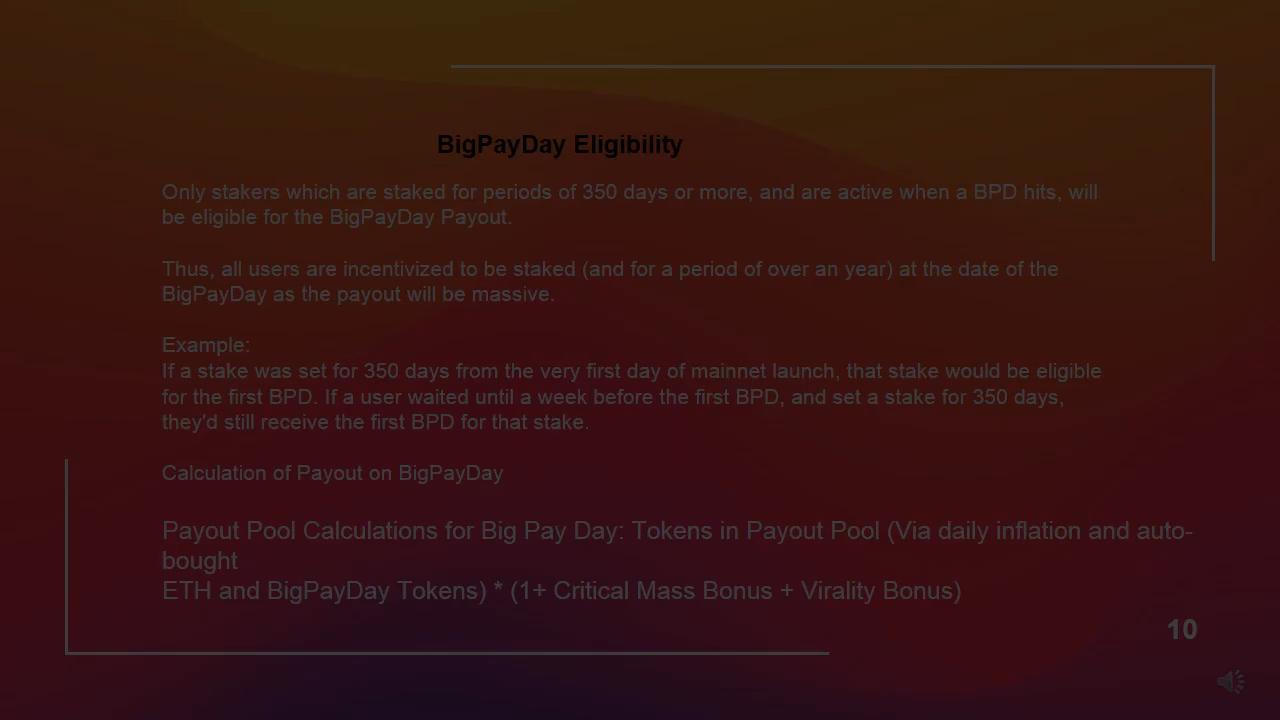 BigPayDay Eligibility
Only stakers which are staked for periods of 350 days or more, and are active when a BPD hits, will
be eligible for the BigPayDay Payout.
Thus, all users are incentivized to be staked (and for a period of over an year) at the date of the
BigPayDay as the payout will be massive.
Example:
If a stake was set for 350 days from the very first day of mainnet launch, that stake would be eligible
for the first BPD. If a user waited until a week before the first BPD, and set a stake for 350 days,
they'd still receive the first BPD for that stake.
Calculation of Payout on BigPayDay
Payout Pool Calculations for Big Pay Day: Tokens in Payout Pool (Via daily inflation and auto-
bought
ETH and BigPayDay Tokens) * (1+ Critical Mass Bonus + Virality Bonus)
10